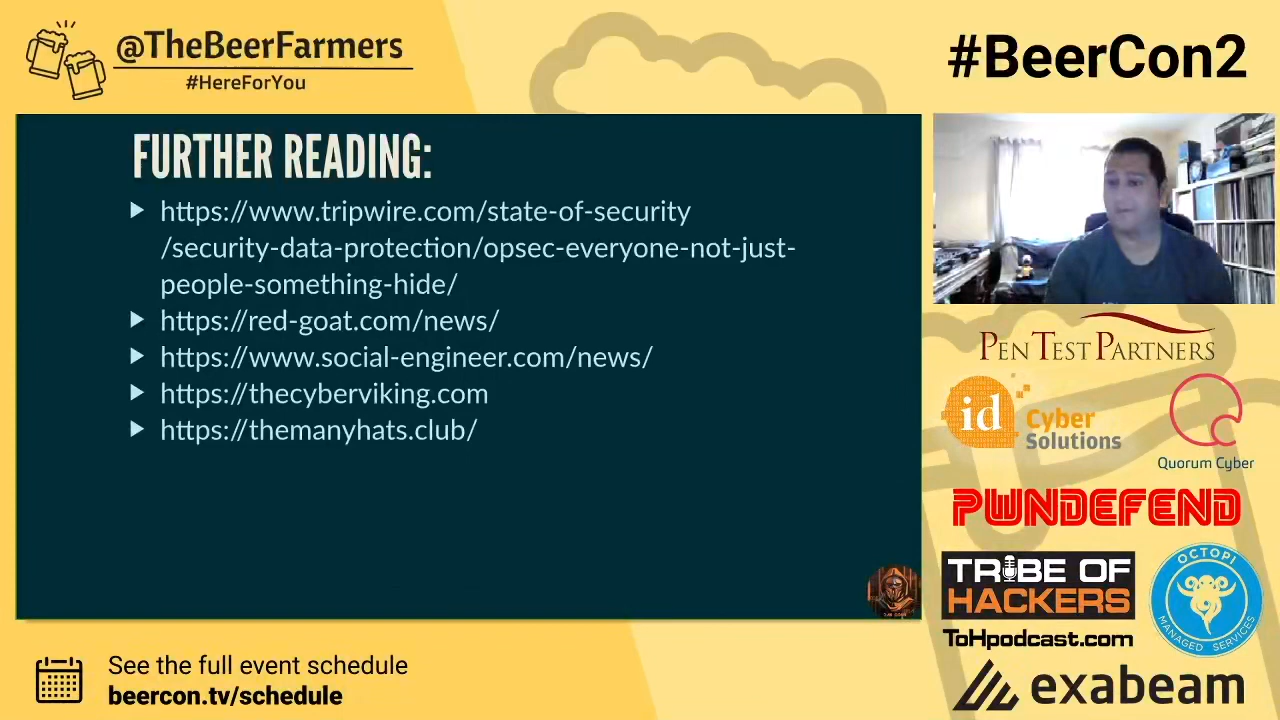 @TheBeerFarmers
#HereForYou
#BeerCon2
FURTHER READING:
https://www.tripwire.com/state-of-security
/security-data-protection/opsec-everyone-not-just-
people-something-hide/
https://red-goat.com/news/
https://www.social-engineer.com/news/
https://thecyberviking.com
https://themanyhats.club/
PENTESTPARTNERS
id Cyber
Solutions
Quorum Cyber
PWNDEFEND
TRIBE OF
HACKERS
ToHpodcast.com
OCTOPI
MANAGED SERVICES
exabeam
See the full event schedule
beercon.tv/schedule